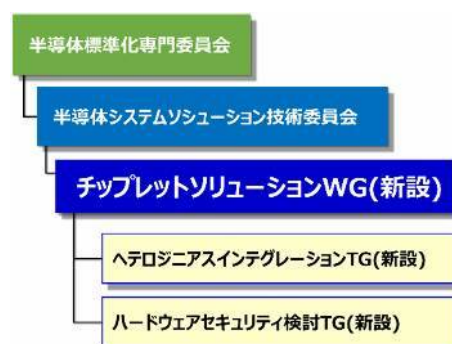 半導体標準化専門委員会
半導体システムソシューション技術委員会
チップレットソリューションWG(新設)
ヘテロジニアスインテグレーションTG(新設)
ハードウェアセキュリティ検討TG(新設)